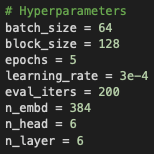 # Hyperparameters
batch_size = 64
block_size = 128
epochs = 5
learning_rate = 3e-4
eval_iters = 200
n_embd = 384
n_head = 6
n_layer = 6